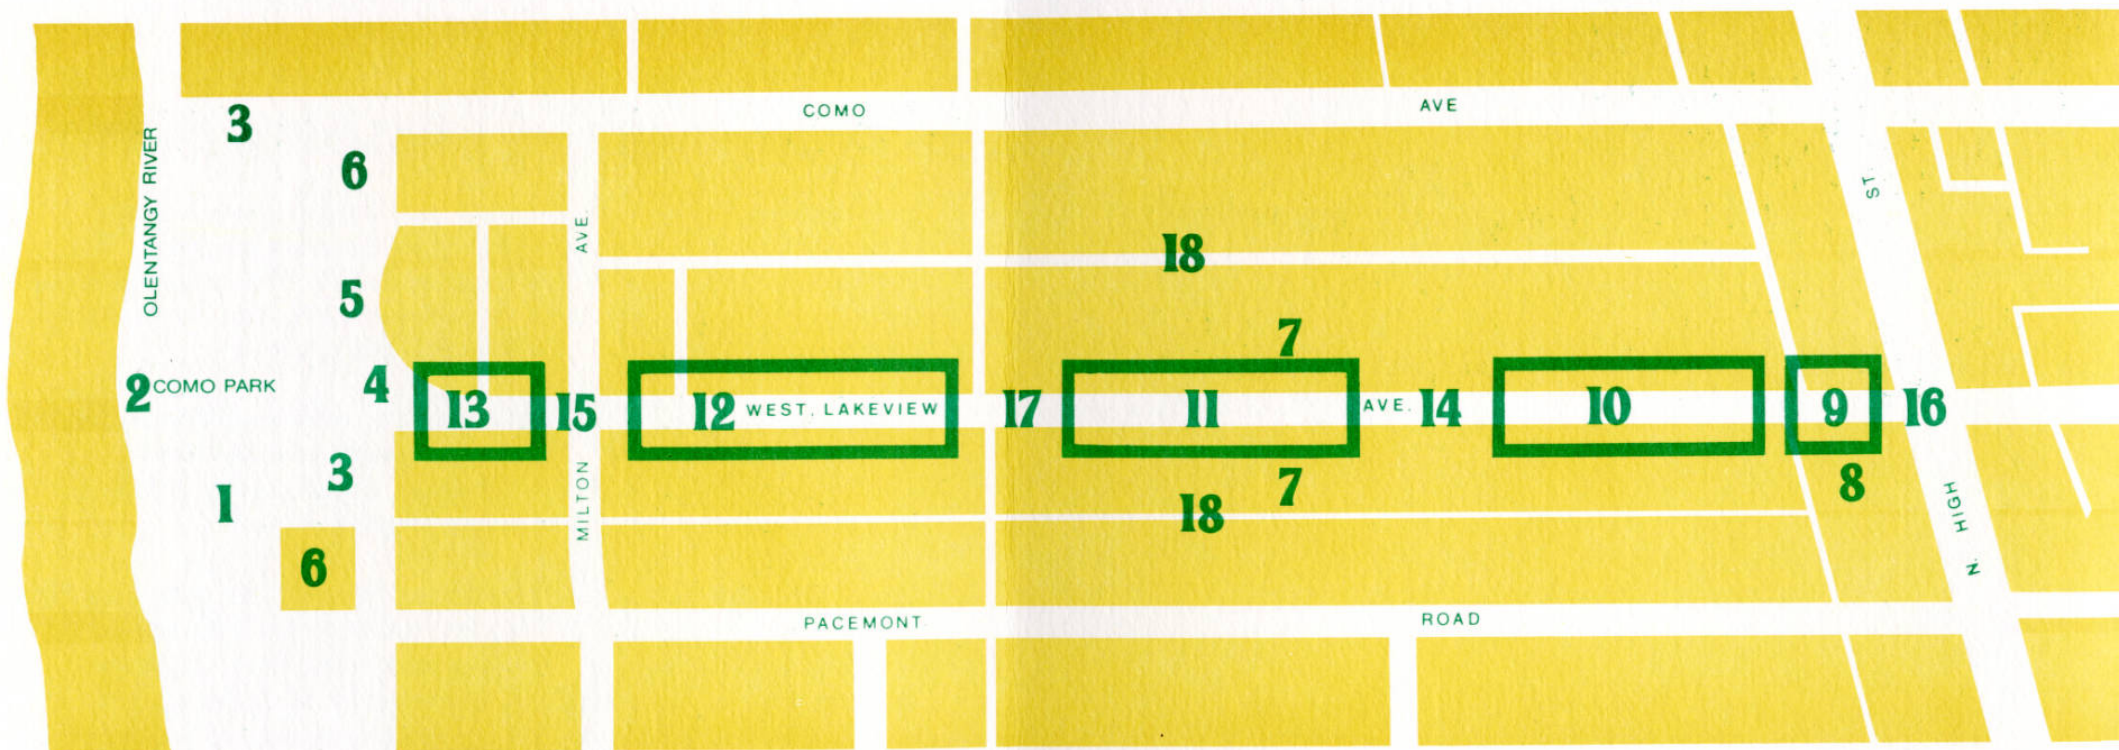 COMO AVE
3
OLENTANGY RIVER
6
AVE.
ST.
18
5
7
2 COMO PARK 4 13 15 12 WEST. LAKEVIEW 17 11 AVE. 14 10 9 16
3
MILTON
7
8
1
18
N. HIGH
6
PACEMONT ROAD